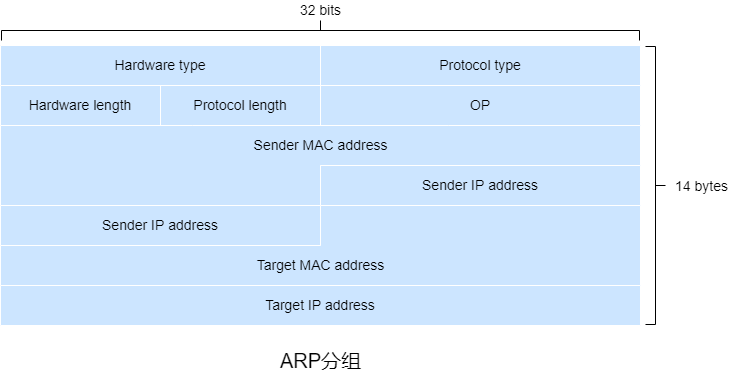 32 bits
Hardware type
Protocol type
Hardware length
Protocol length
OP
Sender MAC address
Sender IP address
Sender IP address
Target MAC address
Target IP address
14 bytes
ARP分组